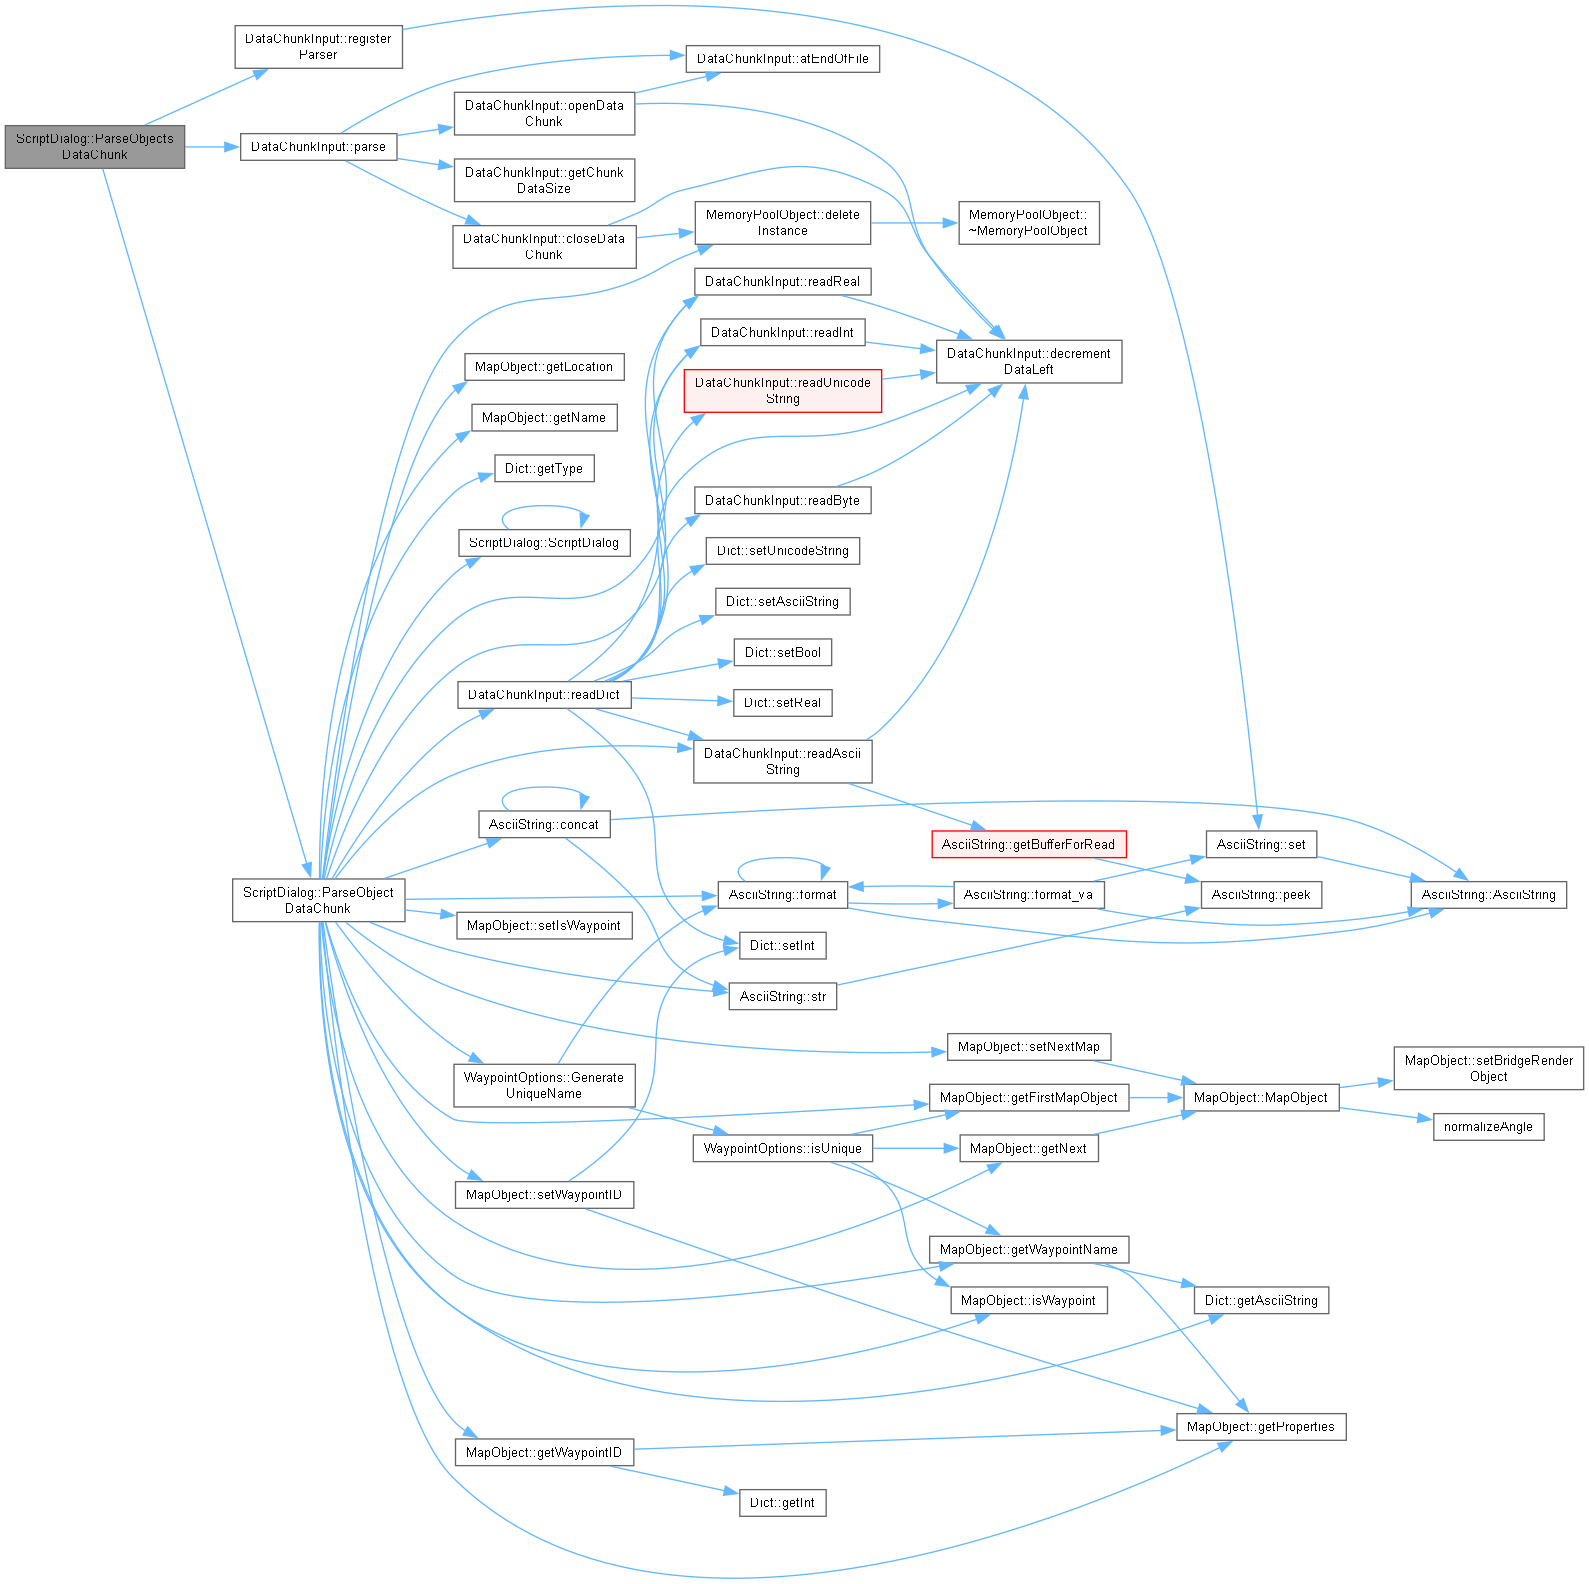 DataChunkInput::register
Parser
DataChunkInput::atEndOfFile
DataChunkInput::openData
Chunk
ScriptDialog::ParseObjects
DataChunk
DataChunkInput::parse
DataChunkInput::getChunk
DataSize
MemoryPoolObject::delete
Instance
MemoryPoolObject::
~MemoryPoolObject
DataChunkInput::closeData
Chunk
DataChunkInput::readReal
DataChunkInput::readInt
DataChunkInput::decrement
DataLeft
MapObject::getLocation
DataChunkInput::readUnicode
String
MapObject::getName
Dict::getType
DataChunkInput::readByte
ScriptDialog::ScriptDialog
Dict::setUnicodeString
Dict::setAsciiString
Dict::setBool
DataChunkInput::readDict
Dict::setReal
DataChunkInput::readAscii
String
AsciiString::concat
AsciiString::getBufferForRead
AsciiString::set
ScriptDialog::ParseObject
DataChunk
AsciiString::format
AsciiString::format_va
AsciiString::peek
AsciiString::AsciiString
MapObject::setIsWaypoint
Dict::setInt
AsciiString::str
MapObject::setNextMap
MapObject::setBridgeRender
Object
WaypointOptions::Generate
UniqueName
MapObject::getFirstMapObject
MapObject::MapObject
normalizeAngle
WaypointOptions::isUnique
MapObject::getNext
MapObject::setWaypointID
MapObject::getWaypointName
MapObject::isWaypoint
Dict::getAsciiString
MapObject::getProperties
MapObject::getWaypointID
Dict::getInt